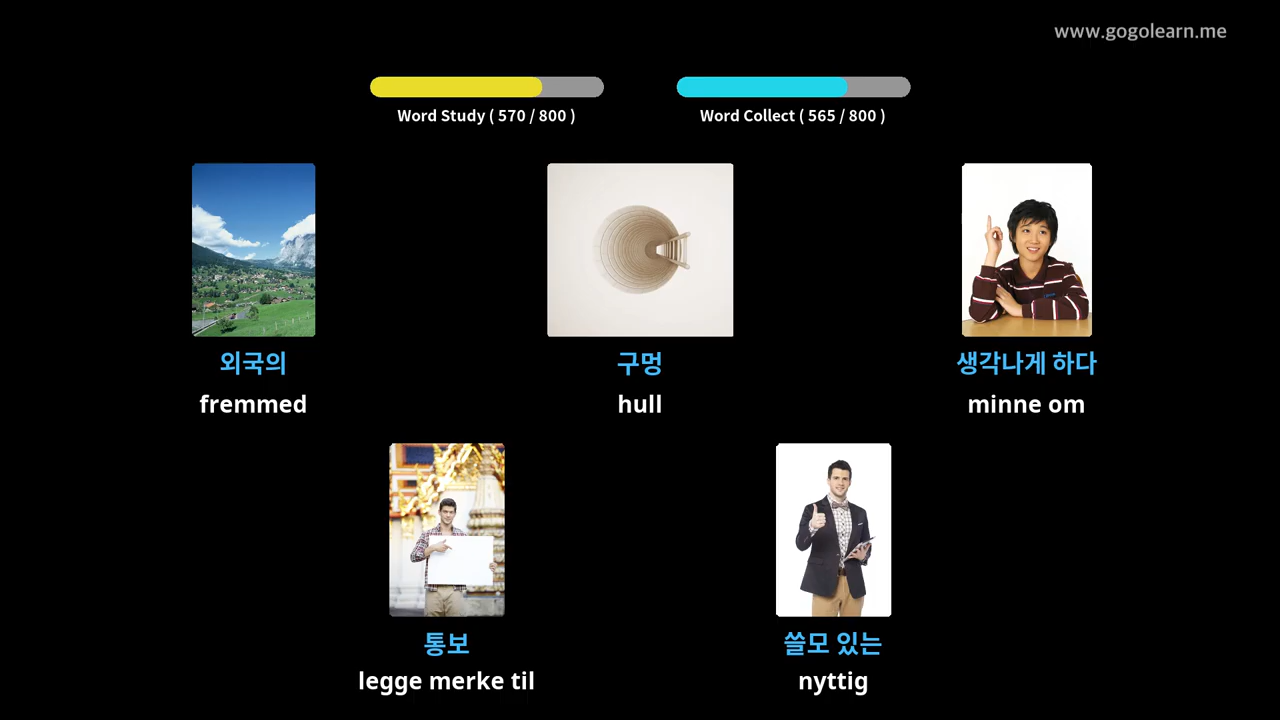 www.gogolearn.me
Word Study ( 570 / 800 )
Word Collect ( 565 / 800 )
외국의
fremmed
구멍
hull
생각나게 하다
minne om
통보
legge merke til
쓸모 있는
nyttig